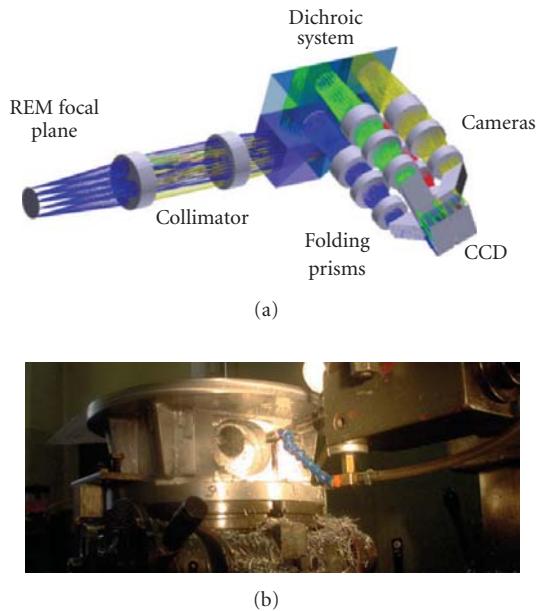 Dichroic
system
REM focal
plane
Cameras
Collimator
Folding
prisms
CCD
(a)
(b)